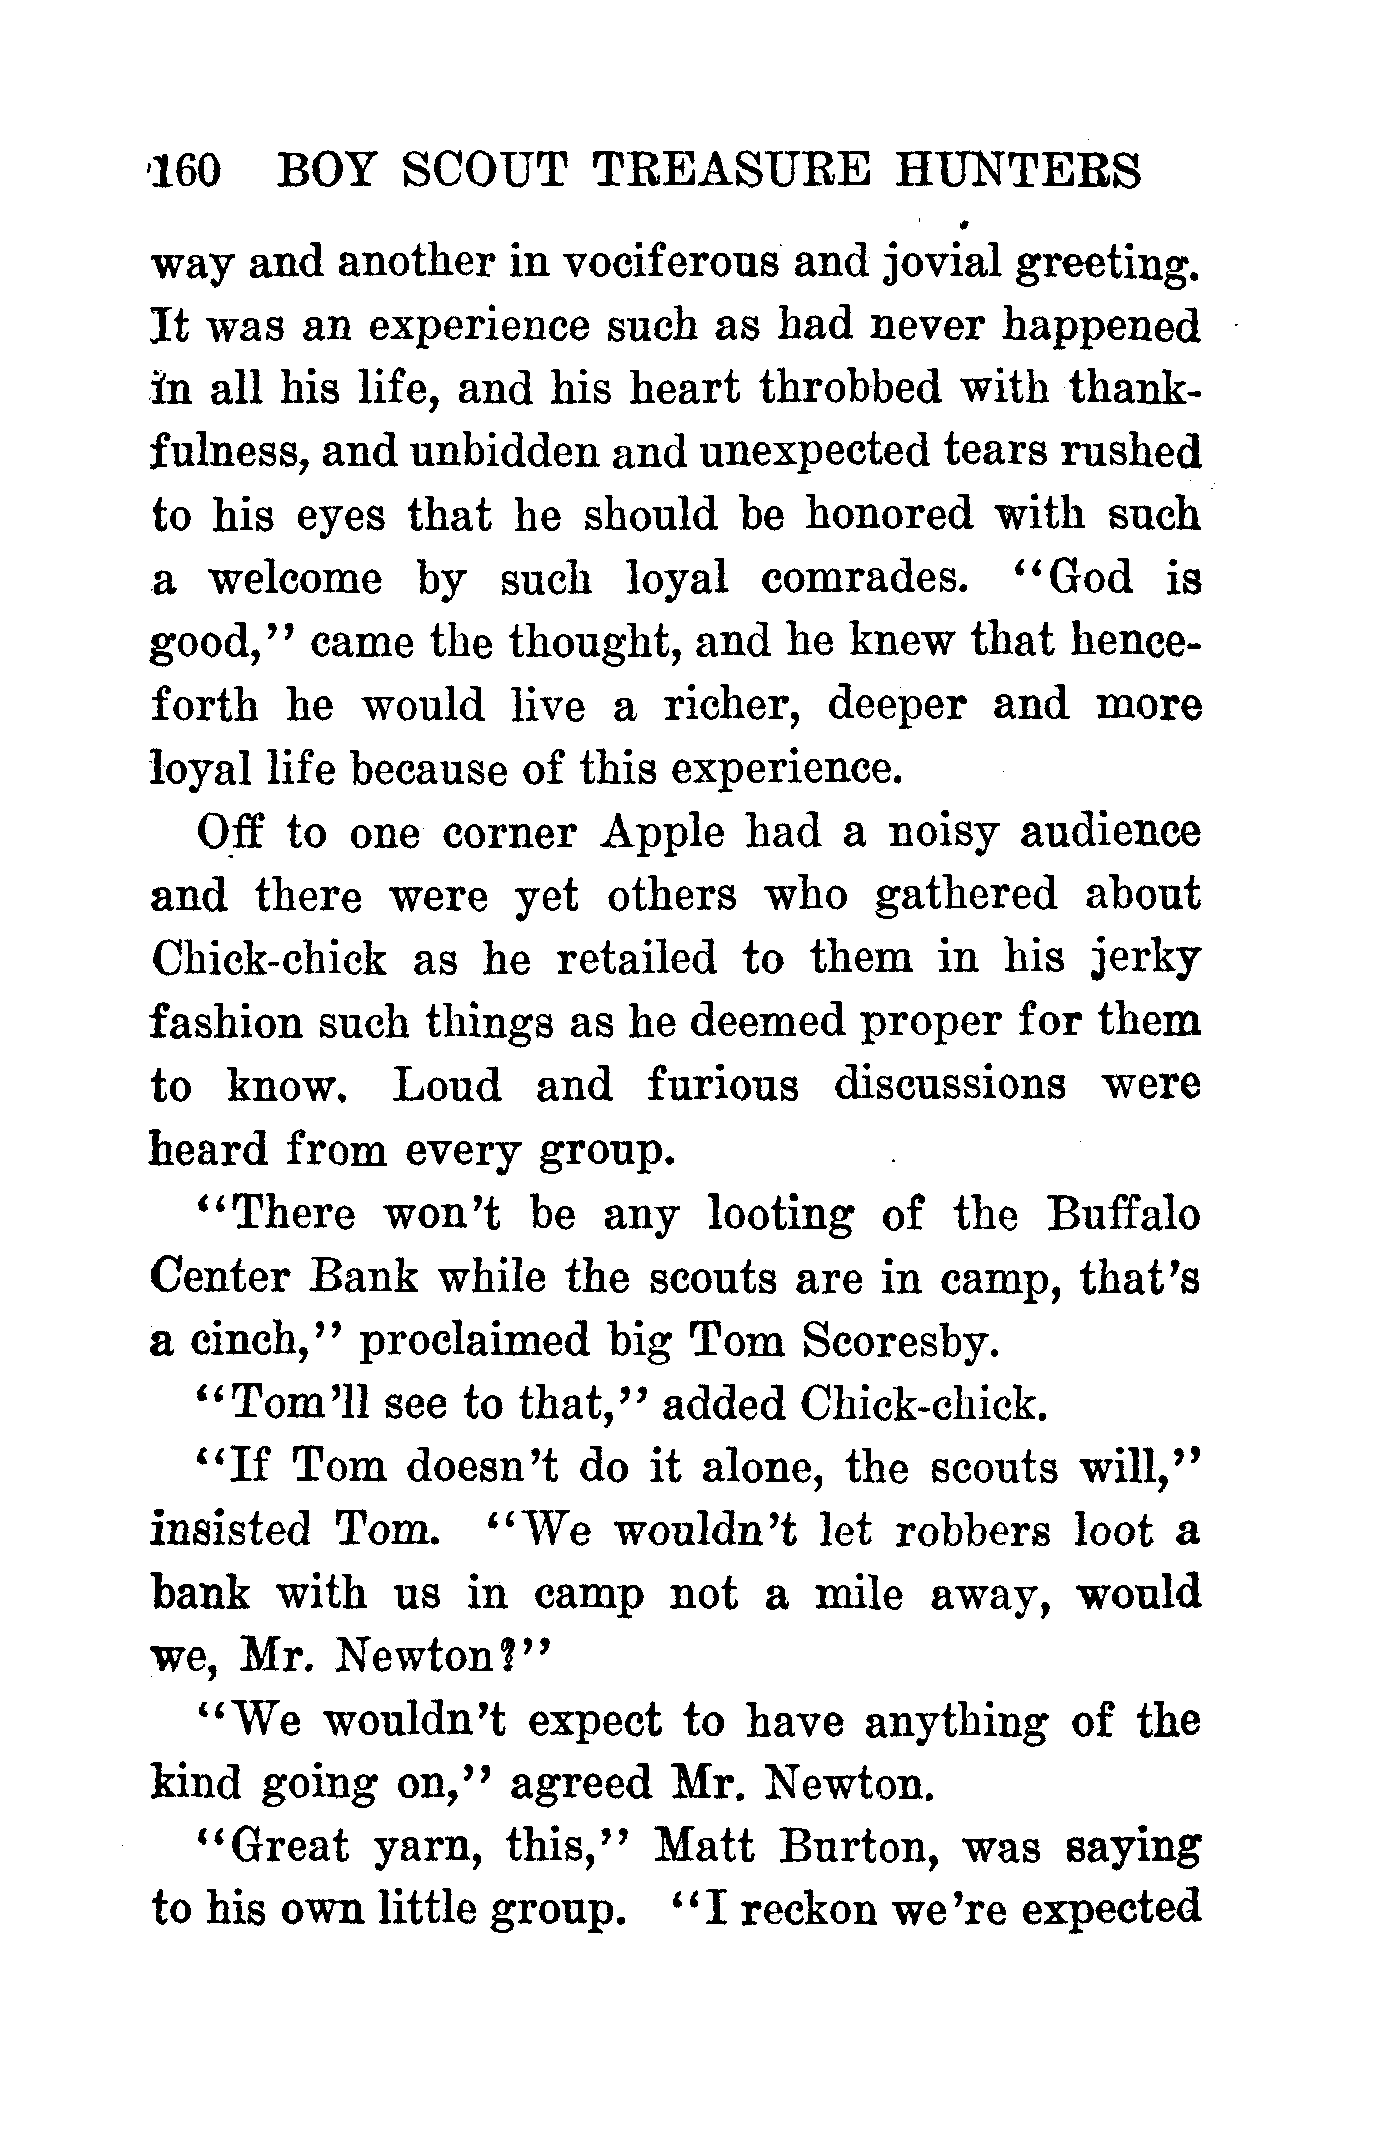 160 BOY SCOUT TREASURE HUNTERS
way and another in vociferous and jovial greeting.
It was an experience such as had never happened
in all his life, and his heart throbbed with thank-
fulness, and unbidden and unexpected tears rushed
to his eyes that he should be honored with such
a welcome by such loyal comrades. "God is
good," came the thought, and he knew that hence-
forth he would live a richer, deeper and more
loyal life because of this experience.
Off to one corner Apple had a noisy audience
and there were yet others who gathered about
Chick-chick as he retailed to them in his jerky
fashion such things as he deemed proper for them
to know. Loud and furious discussions were
heard from every group.
"There won't be any looting of the Buffalo
Center Bank while the scouts are in camp, that's
a cinch," proclaimed big Tom Scoresby.
"Tom'll see to that," added Chick-chick.
"If Tom doesn't do it alone, the scouts will,"
insisted Tom. "We wouldn't let robbers loot a
bank with us in camp not a mile away, would
we, Mr. Newton?"
"We wouldn't expect to have anything of the
kind going on," agreed Mr. Newton.
"Great yarn, this," Matt Burton, was saying
to his own little group. "I reckon we're expected